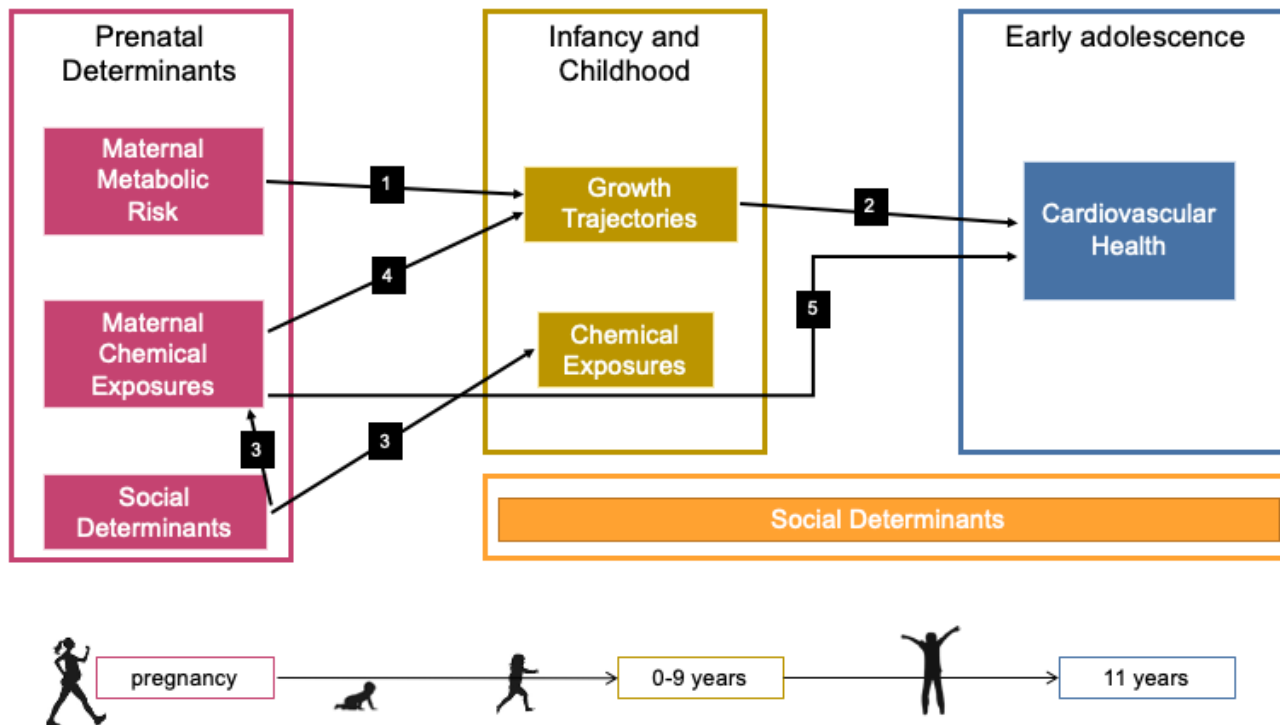 Prenatal
Determinants
Maternal
Metabolic
Risk
Maternal
Chemical
Exposures
Social
Determinants
1
4
3
3
Infancy and
Childhood
Growth
Trajectories
Chemical
Exposures
2
5
Early adolescence
Cardiovascular
Health
Social Determinants
pregnancy
0-9 years
11 years